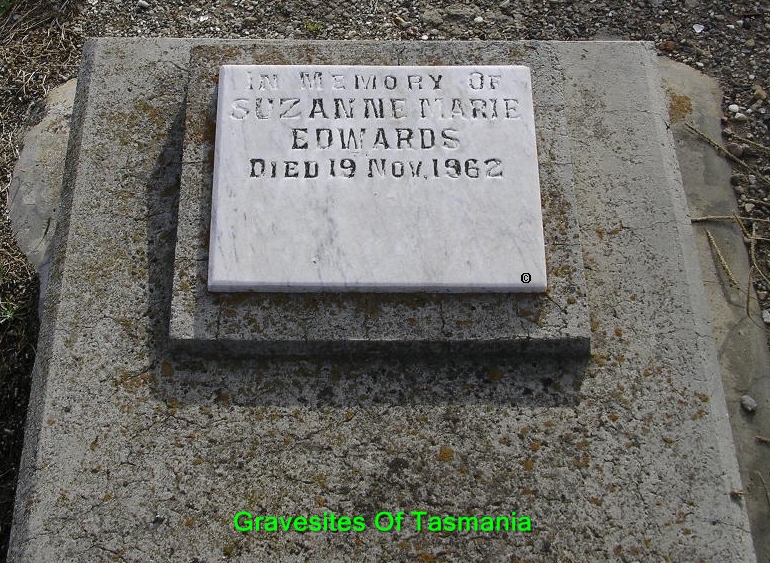 IN MEMORY OF
SUZANNE MARIE
EDWARDS
DIED 19 NOV. 1962
©
Gravesites Of Tasmania